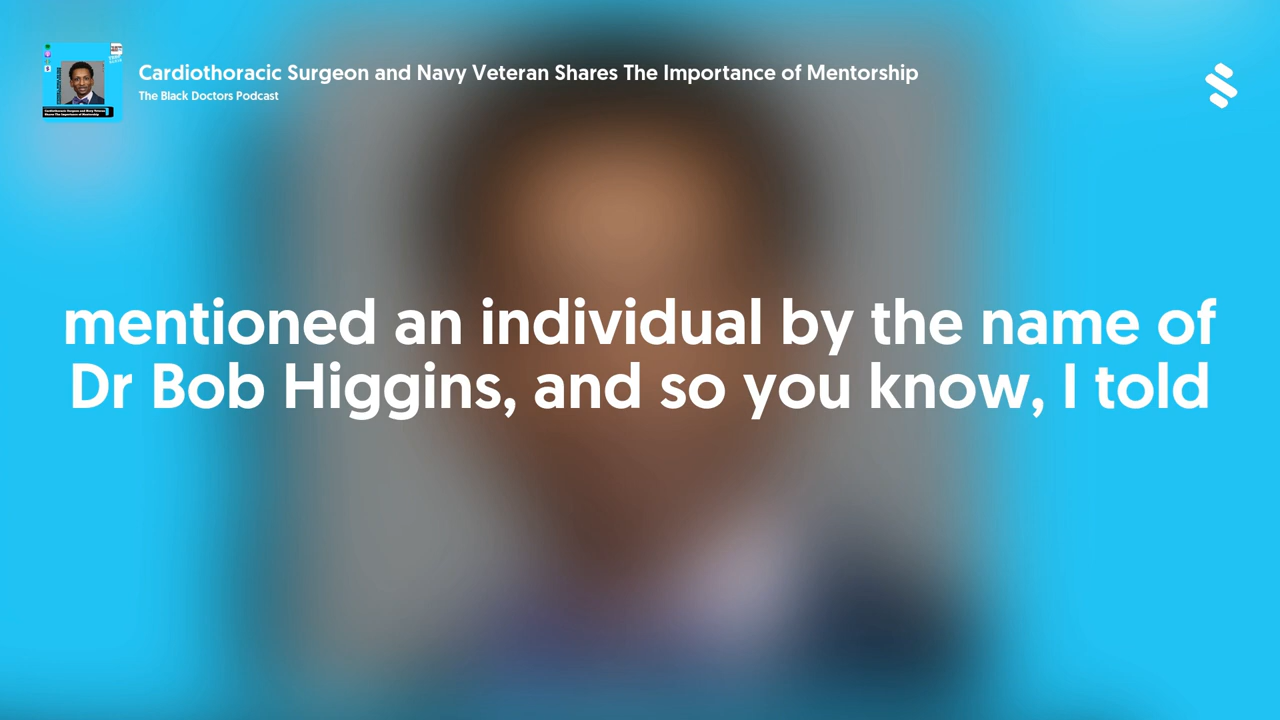 Cardiothoracic Surgeon and Navy Veteran Shares The Importance of Mentorship
The Black Doctors Podcast
mentioned an individual by the name of
Dr Bob Higgins, and so you know, I told